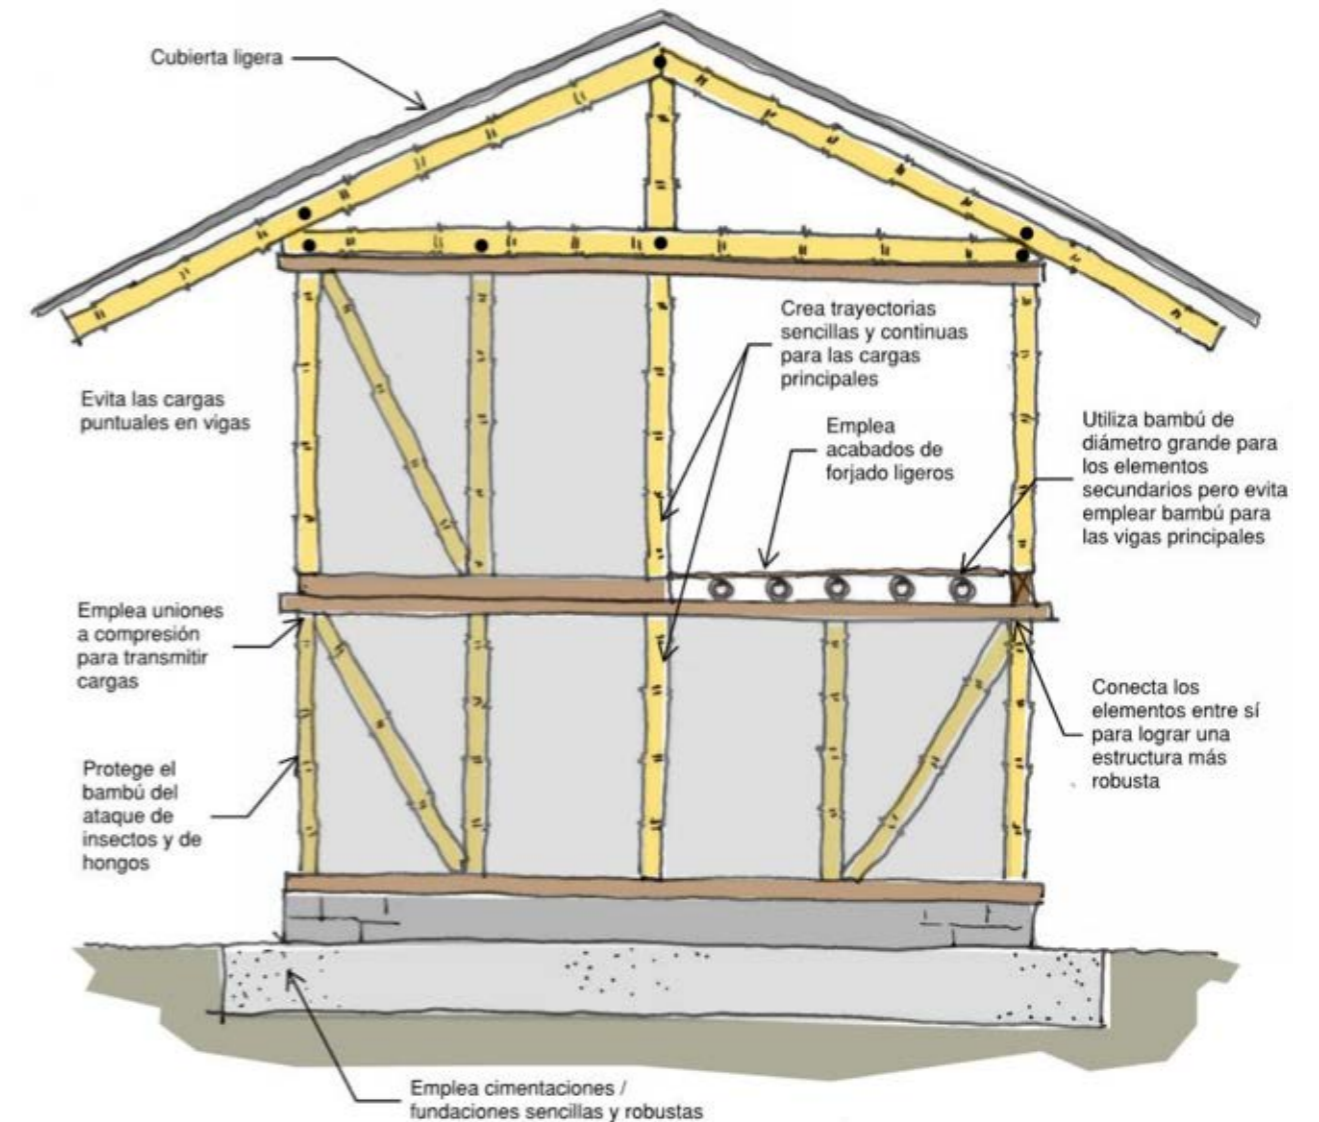 Cubierta ligera
Crea trayectorias
sencillas y continuas
para las cargas
principales
Evita las cargas
puntuales en vigas
Emplea
acabados de
forjado ligeros
Utiliza bambú de
diámetro grande para
los elementos
secundarios pero evita
emplear bambú para
las vigas principales
Emplea uniones
a compresión
para transmitir
cargas
Conecta los
elementos entre sí
para lograr una
estructura más
robusta
Protege el
bambú del
ataque de
insectos y de
hongos
Emplea cimentaciones /
fundaciones sencillas y robustas